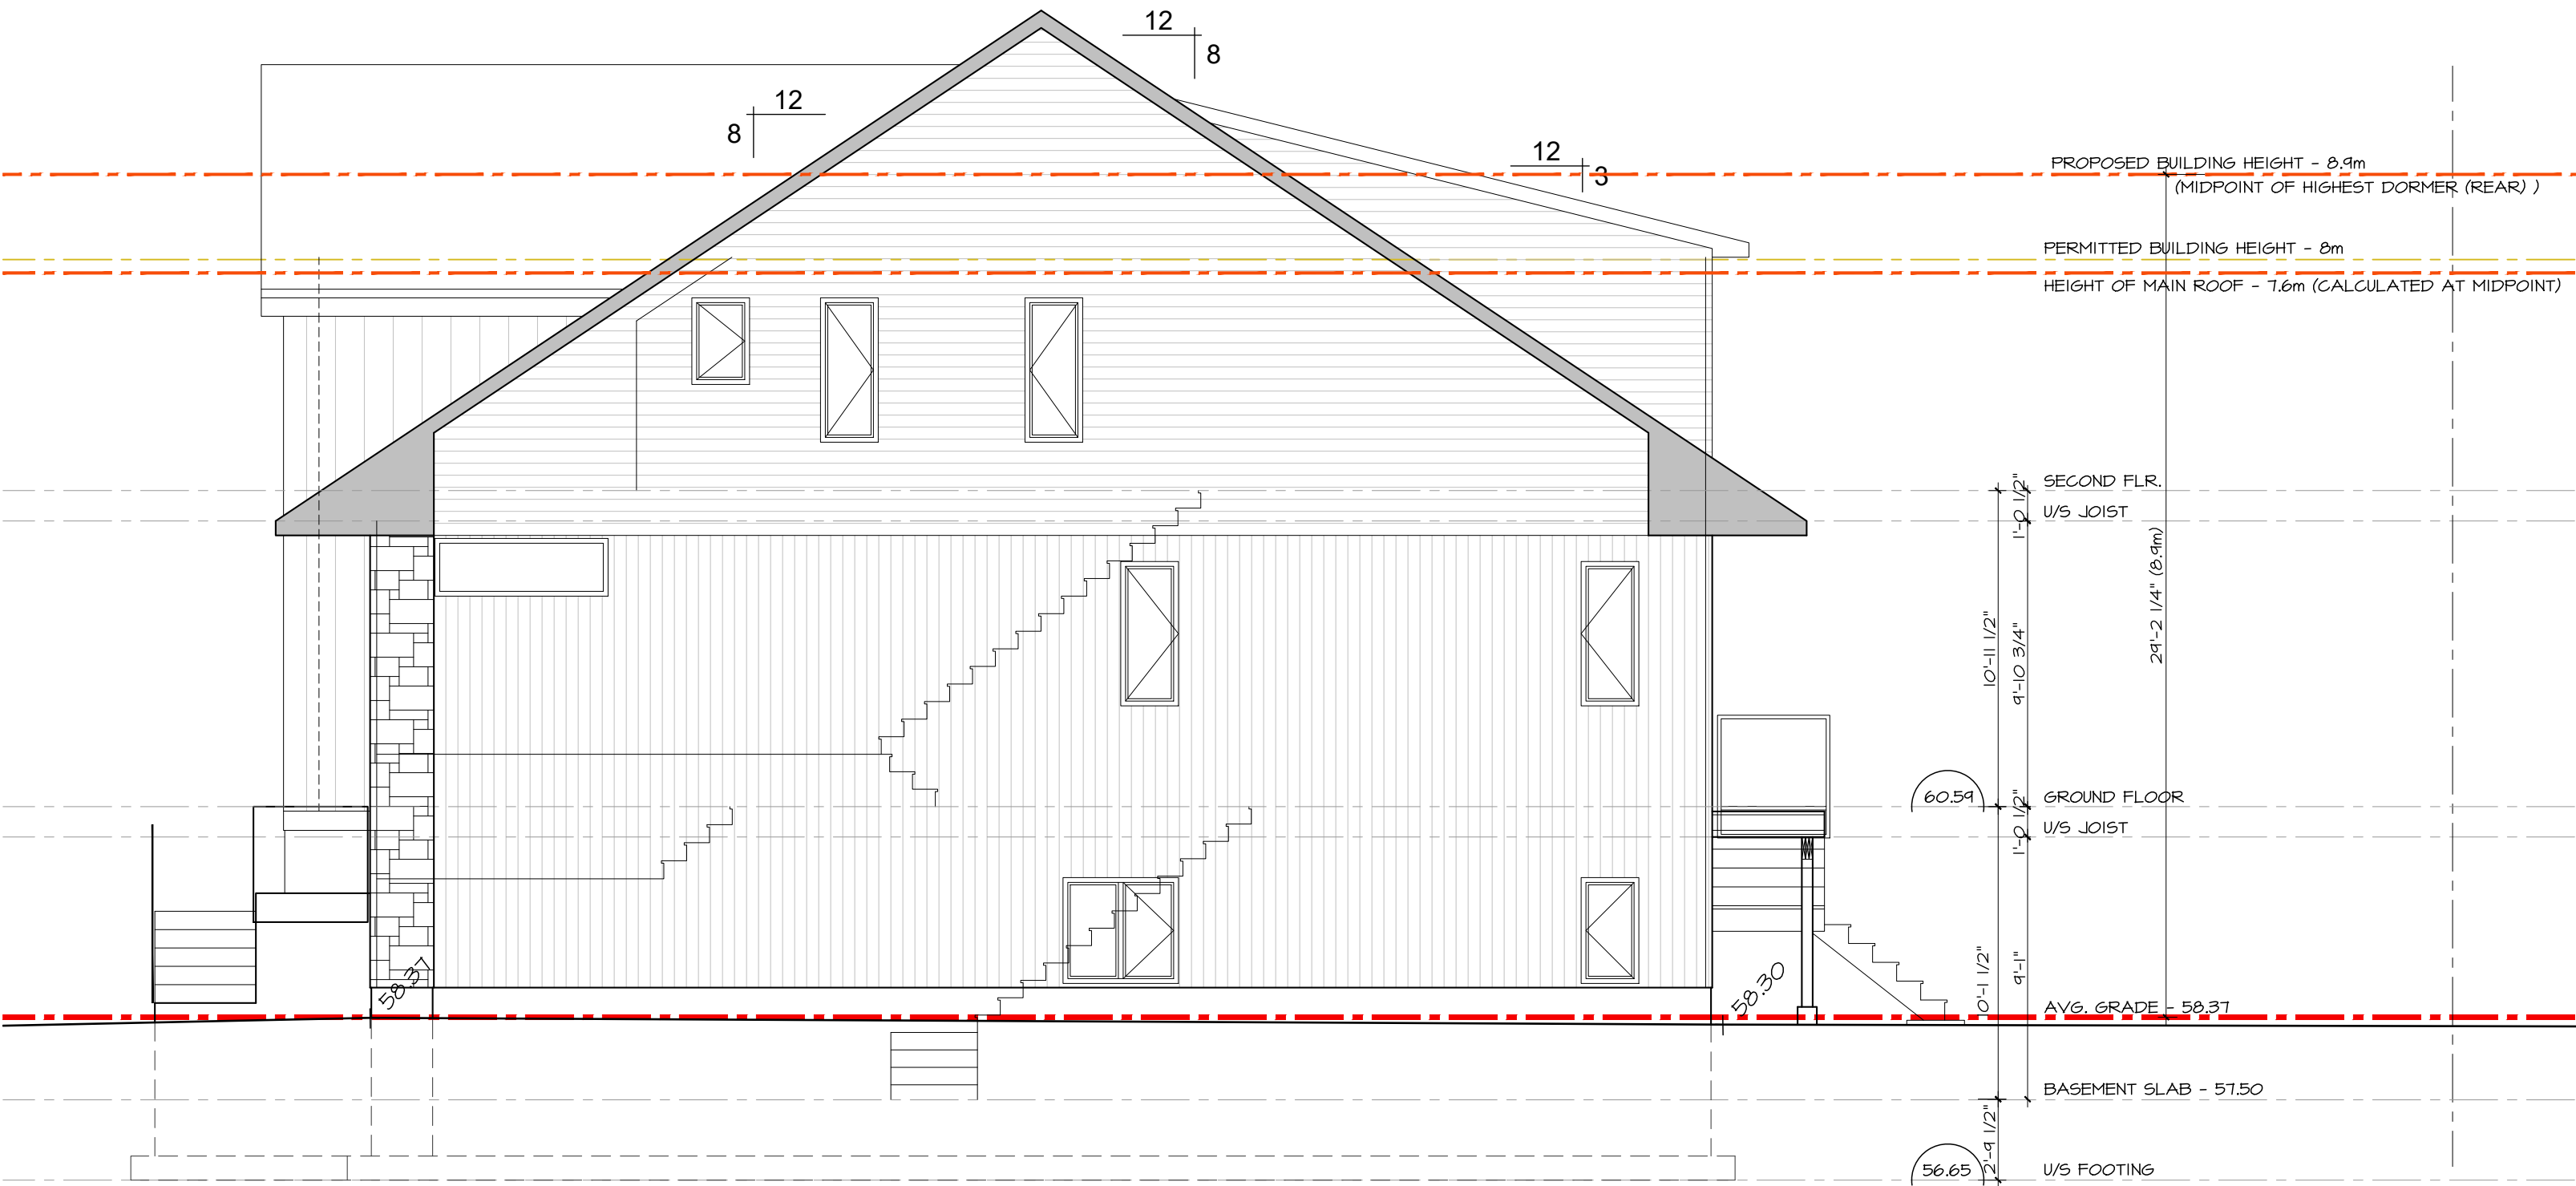 12
8
12
8
12
3
PROPOSED BUILDING HEIGHT - 8.9m
(MIDPOINT OF HIGHEST DORMER (REAR) )
PERMITTED BUILDING HEIGHT - 8m
HEIGHT OF MAIN ROOF - 7.6m (CALCULATED AT MIDPOINT)
SECOND FLR.
U/S JOIST
1'-0 1/2"
29'-2 1/4" (8.9m)
10'-11 1/2"
9'-10 3/4"
60.59
GROUND FLOOR
U/S JOIST
1'-0 1/2"
58.37
58.30
10'-1 1/2"
9'-1"
AVG. GRADE - 58.37
BASEMENT SLAB - 57.50
2'-9 1/2"
56.65
U/S FOOTING